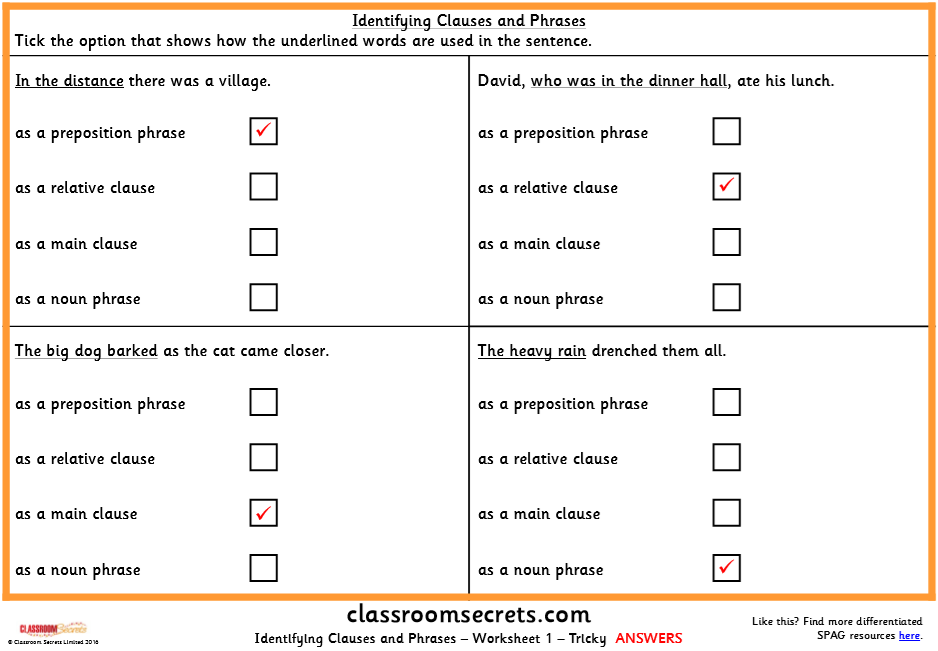 Identifying Clauses and Phrases
Tick the option that shows how the underlined words are used in the sentence.
In the distance there was a village.
as a preposition phrase ✓
as a relative clause
as a main clause
as a noun phrase
David, who was in the dinner hall, ate his lunch.
as a preposition phrase
as a relative clause ✓
as a main clause
as a noun phrase
The big dog barked as the cat came closer.
as a preposition phrase
as a relative clause
as a main clause ✓
as a noun phrase
The heavy rain drenched them all.
as a preposition phrase
as a relative clause
as a main clause
as a noun phrase ✓
CLASSROOMSecrets
© Classroom Secrets Limited 2016
classroomsecrets.com
Identifying Clauses and Phrases – Worksheet 1 – Tricky ANSWERS
Like this? Find more differentiated
SPAG resources here.